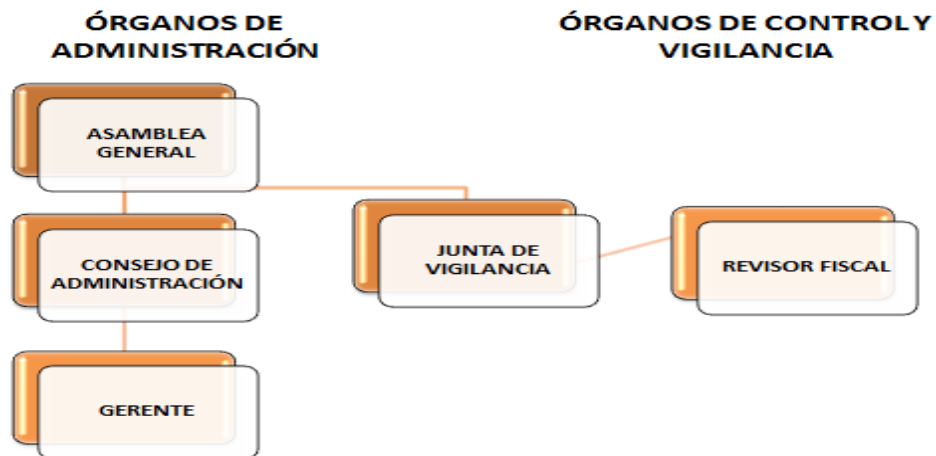 ÓRGANOS DE
ADMINISTRACIÓN
ÓRGANOS DE CONTROL Y
VIGILANCIA
ASAMBLEA
GENERAL
CONSEJO DE
ADMINISTRACIÓN
JUNTA DE
VIGILANCIA
REVISOR FISCAL
GERENTE